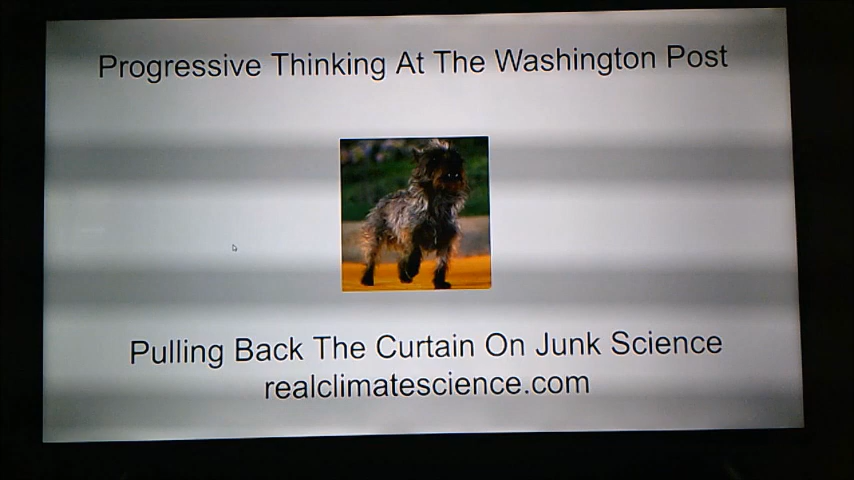 Progressive Thinking At The Washington Post
Pulling Back The Curtain On Junk Science
realclimatescience.com